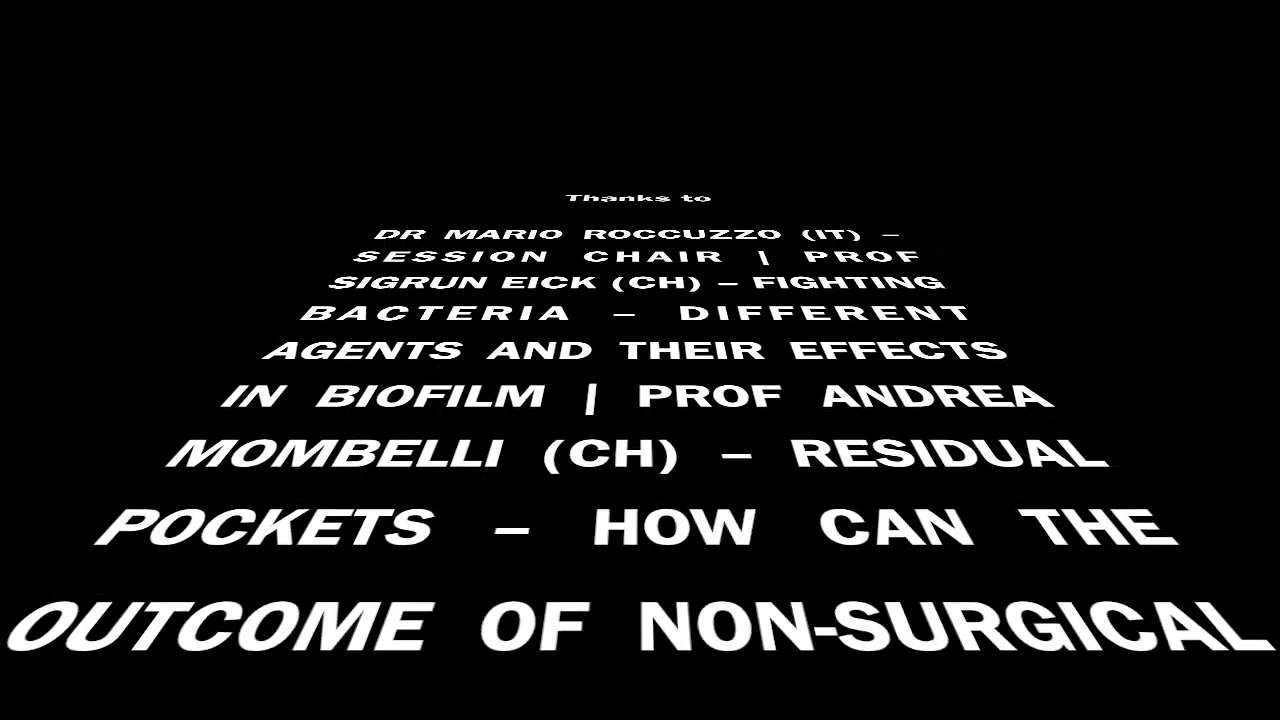 Thanks to
DR MARIO ROCCUZZO (IT) –
SESSION CHAIR | PROF
SIGRUN EICK (CH) – FIGHTING
BACTERIA – DIFFERENT
AGENTS AND THEIR EFFECTS
IN BIOFILM | PROF ANDREA
MOMBELLI (CH) – RESIDUAL
POCKETS – HOW CAN THE
OUTCOME OF NON-SURGICAL